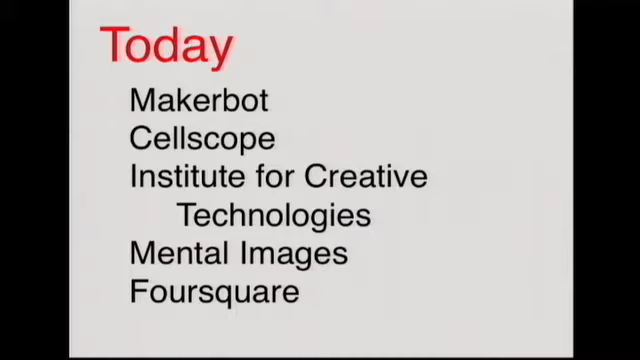 Today
Makerbot
Cellscope
Institute for Creative
Technologies
Mental Images
Foursquare